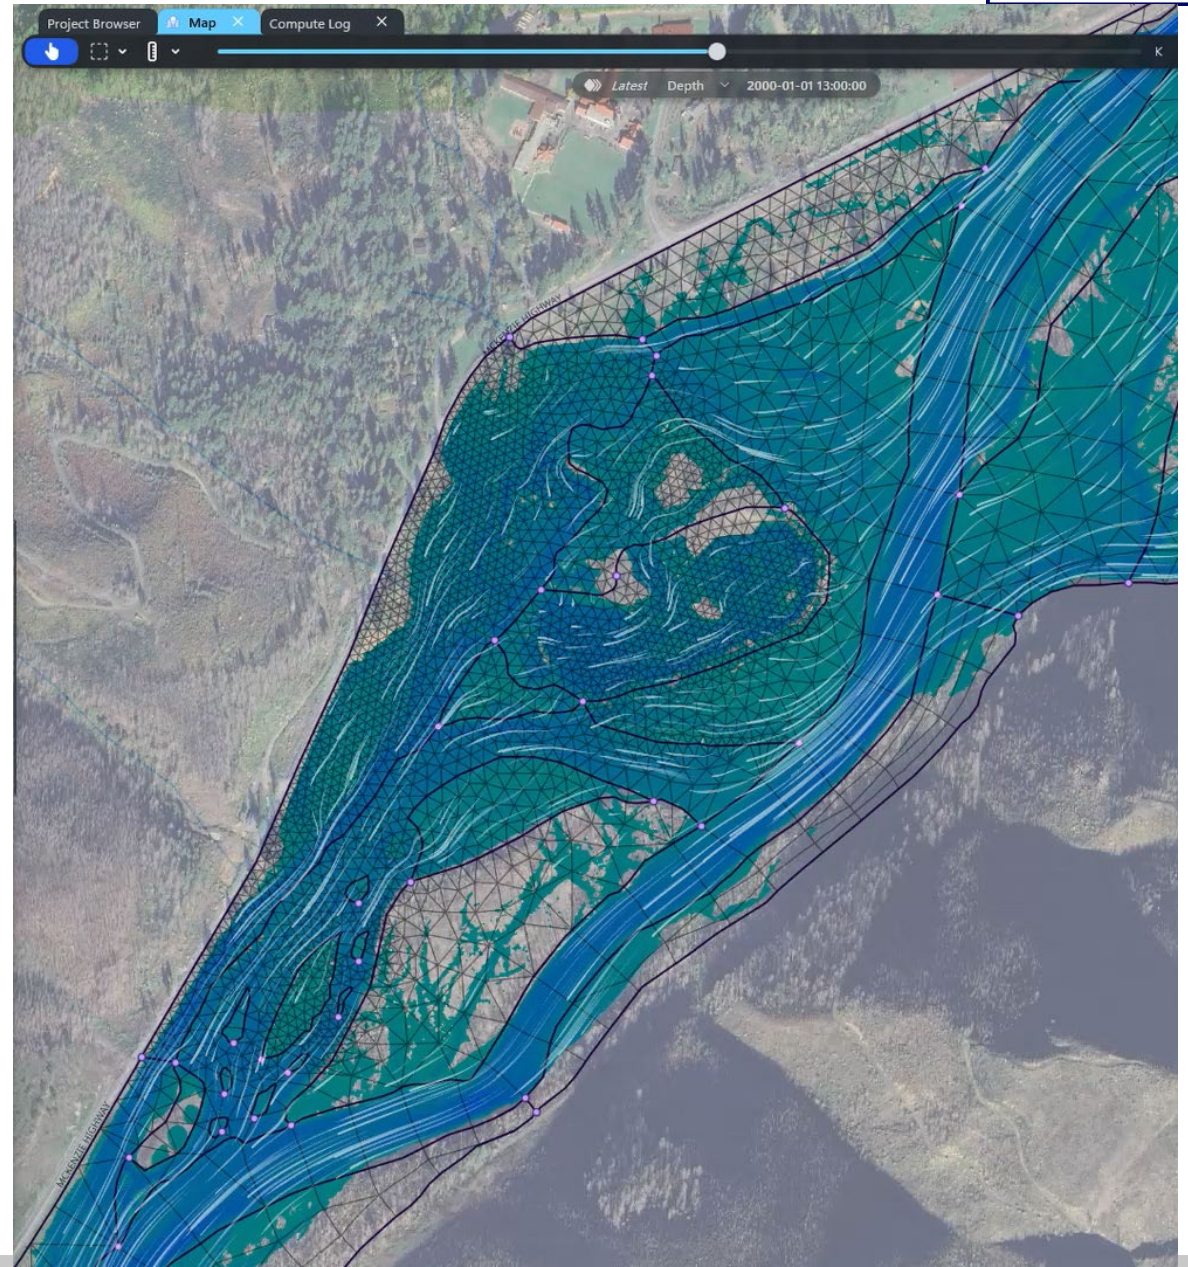 Project Browser Map Compute Log
K
Latest Depth 2000-01-01 13:00:00
MCKENZIE HIGHWAY
MCKENZIE HIGHWAY